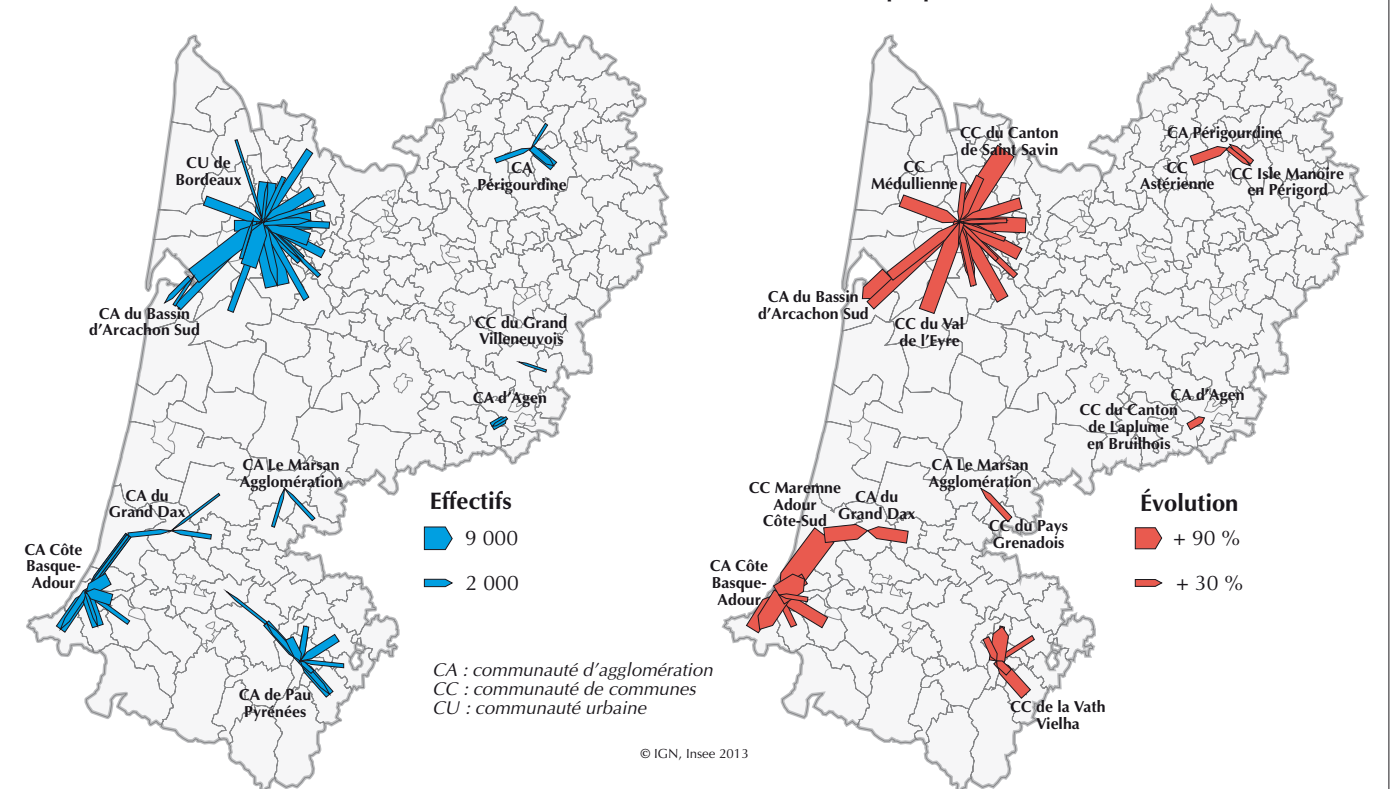 CU de
Bordeaux
CA
Périgourdine
CA du Bassin
d'Arcachon Sud
CC du Grand
Villeneuvois
CA d'Agen
CA Le Marsan
Agglomération
CA du
Grand Dax
CA Côte
Basque-
Adour
CA de Pau
Pyrénées
Effectifs
9 000
2 000
CA : communauté d'agglomération
CC : communauté de communes
CU : communauté urbaine
© IGN, Insee 2013
CC du Canton
de Saint Savin
CC
Médullienne
CA Périgourdine
CC
Astérienne
CC Isle Manoire
en Périgord
CA du Bassin
d'Arcachon Sud
CC du Val
de l'Eyre
CA d'Agen
CC du Canton
de Laplume
en Bruilhois
CA Le Marsan
Agglomération
CC Maremne
Adour
Côte-Sud
CA du
Grand Dax
CC du Pays
Grenadois
CA Côte
Basque-
Adour
CC de la Vath
Vielha
Évolution
+ 90 %
+ 30 %